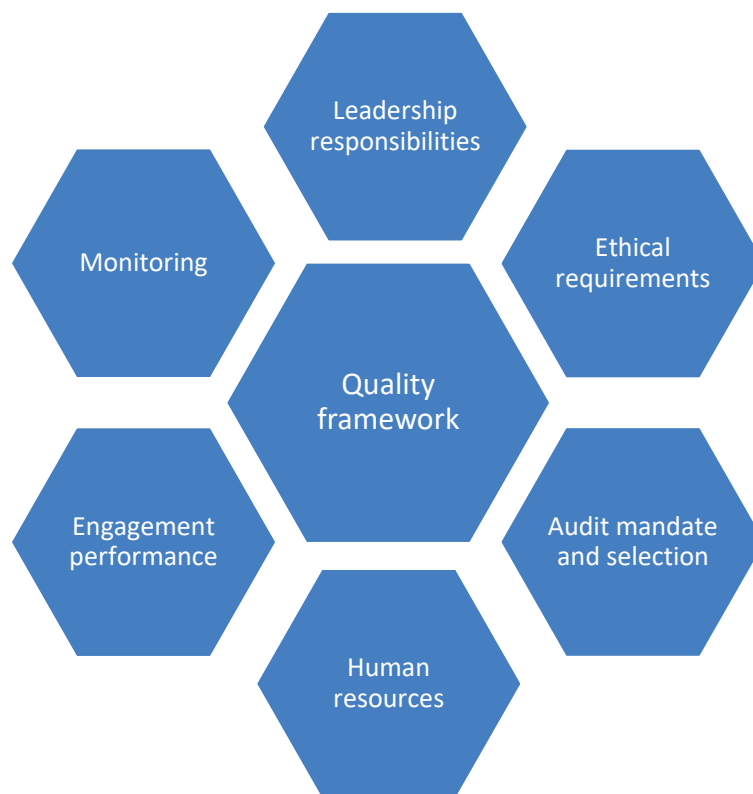 Leadership
responsibilities
Monitoring
Ethical
requirements
Quality
framework
Engagement
performance
Audit mandate
and selection
Human
resources